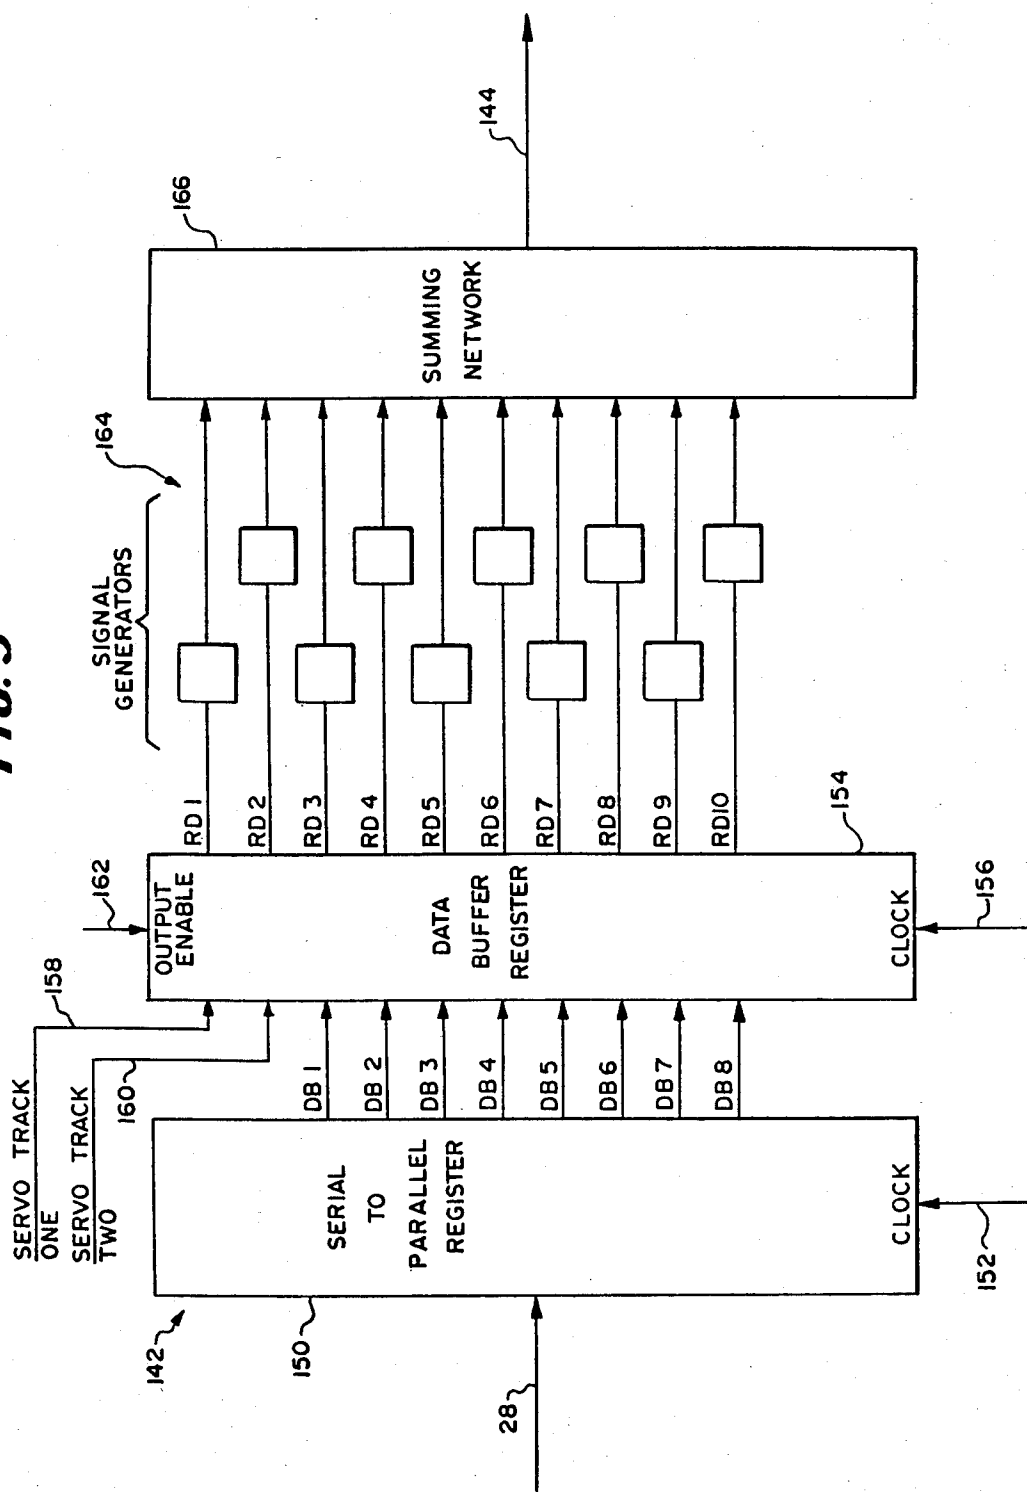 FIG. 5
SERVO TRACK
ONE
SERVO TRACK
TWO
158
160
162
142
150
28
SERIAL
TO
PARALLEL
REGISTER
CLOCK
152
DB 1
DB 2
DB 3
DB 4
DB 5
DB 6
DB 7
DB 8
OUTPUT
ENABLE
DATA
BUFFER
REGISTER
CLOCK
154
156
RD 1
RD 2
RD 3
RD 4
RD 5
RD 6
RD 7
RD 8
RD 9
RD10
SIGNAL
GENERATORS
164
166
SUMMING
NETWORK
144